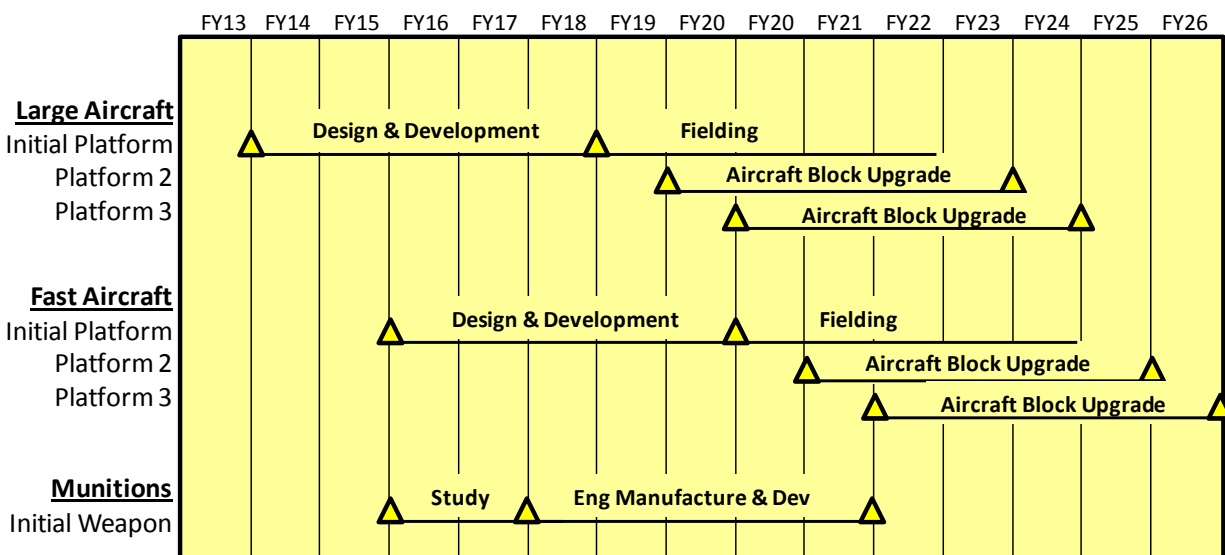 FY13 FY14 FY15 FY16 FY17 FY18 FY19 FY20 FY20 FY21 FY22 FY23 FY24 FY25 FY26
Large Aircraft
Initial Platform Design & Development Fielding
Platform 2 Aircraft Block Upgrade
Platform 3 Aircraft Block Upgrade
Fast Aircraft
Initial Platform Design & Development Fielding
Platform 2 Aircraft Block Upgrade
Platform 3 Aircraft Block Upgrade
Munitions
Initial Weapon Study Eng Manufacture & Dev